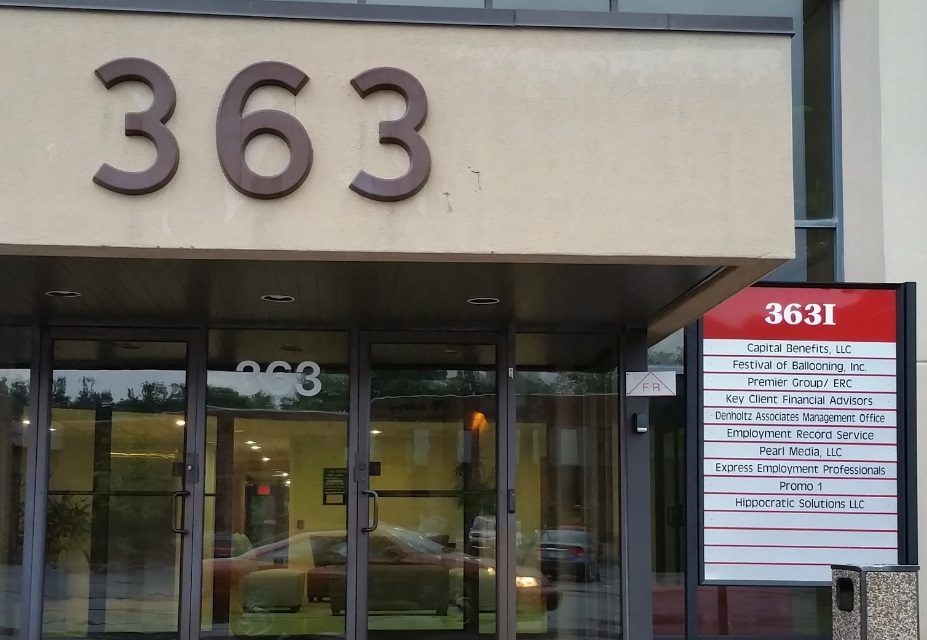 363
363
F R
363I
Capital Benefits, LLC
Festival of Ballooning, Inc.
Premier Group/ ERC
Key Client Financial Advisors
Denholtz Associates Management Office
Employment Record Service
Pearl Media, LLC
Express Employment Professionals
Promo 1
Hippocratic Solutions LLC